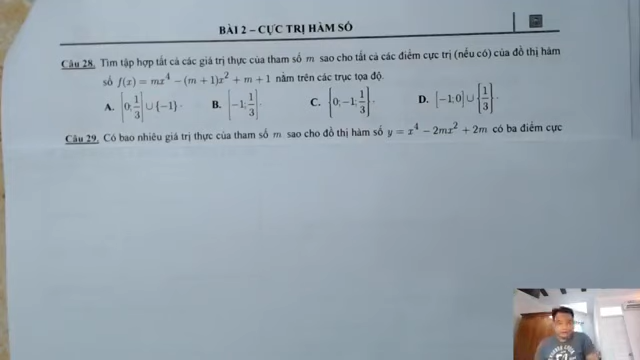 BÀI 2 – CỰC TRỊ HÀM SỐ
Câu 28. Tìm tập hợp tất cả các giá trị thực của tham số m sao cho tất cả các điểm cực trị (nếu có) của đồ thị hàm
số f(x) = mx⁴ − (m + 1)x² + m + 1 nằm trên các trục tọa độ.
A. [0; 1/3] ∪ {−1}. B. [−1; 1/3]. C. {0; −1; 1/3}. D. [−1; 0] ∪ {1/3}.
Câu 29. Có bao nhiêu giá trị thực của tham số m sao cho đồ thị hàm số y = x⁴ − 2mx² + 2m có ba điểm cực